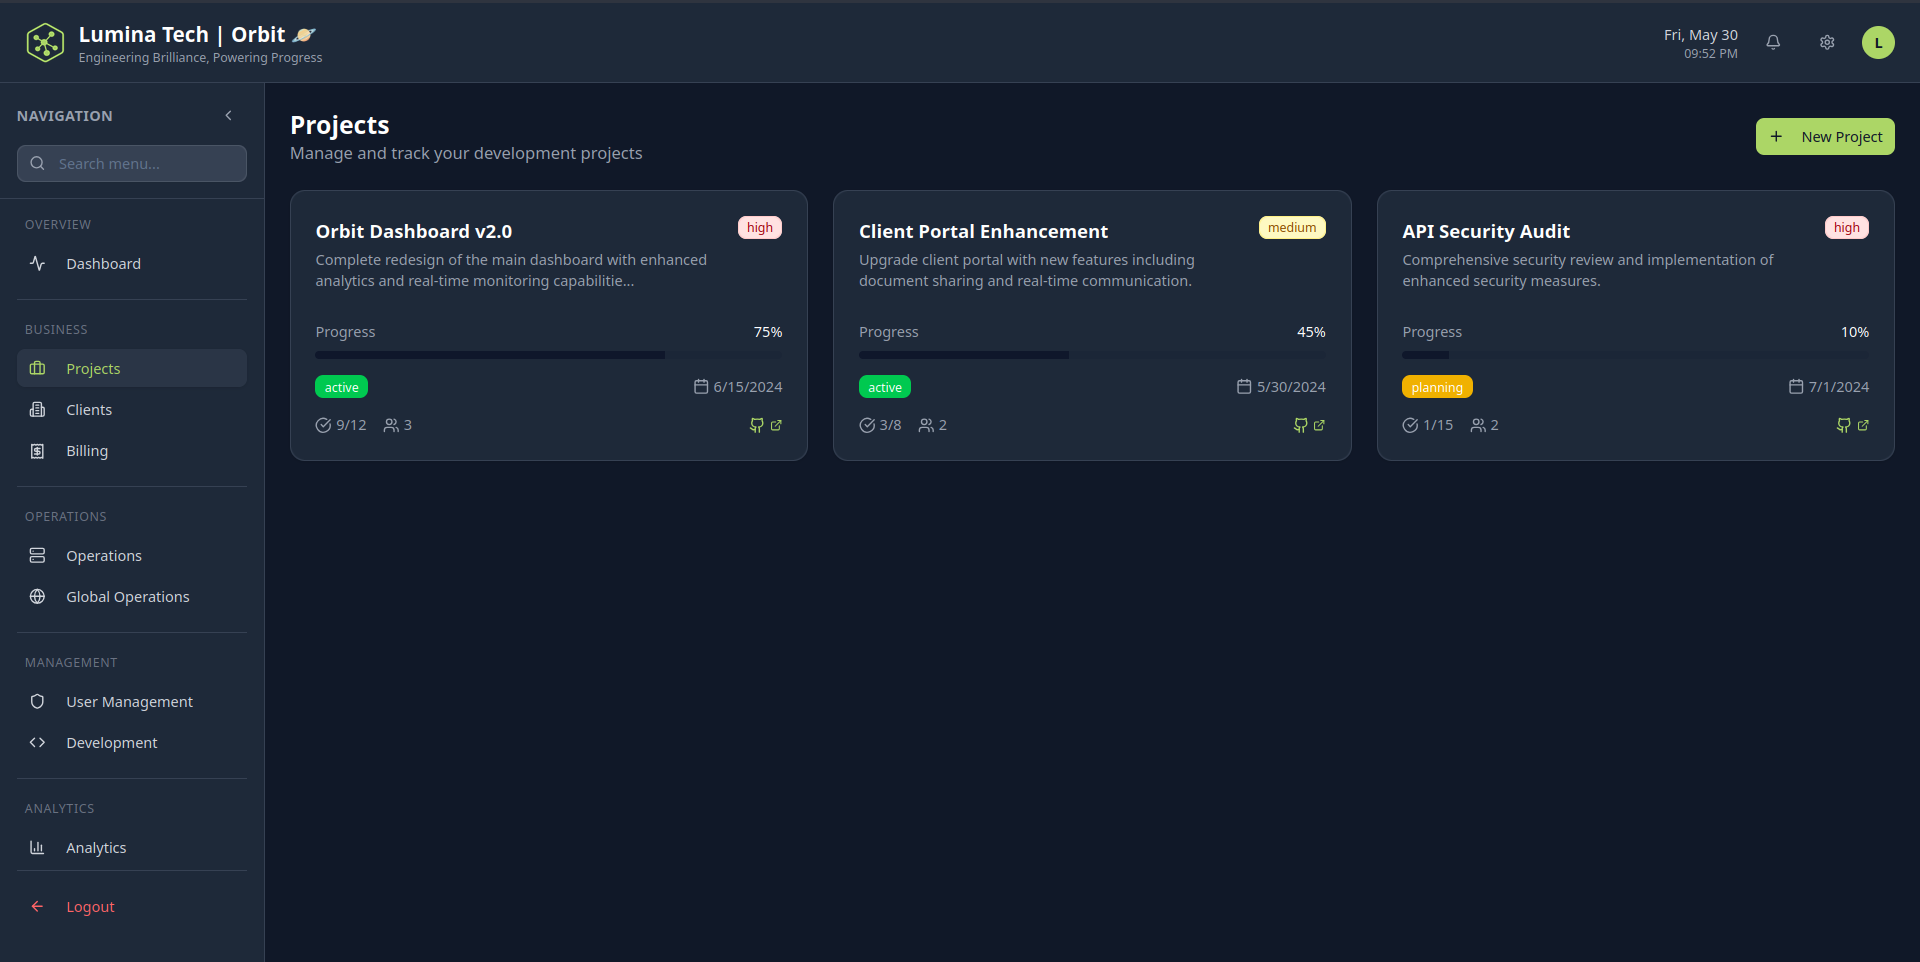 Lumina Tech | Orbit 🪐
Engineering Brilliance, Powering Progress
Fri, May 30
09:52 PM
L
NAVIGATION
Search menu...
OVERVIEW
Dashboard
BUSINESS
Projects
Clients
Billing
OPERATIONS
Operations
Global Operations
MANAGEMENT
User Management
Development
ANALYTICS
Analytics
Logout
Projects
Manage and track your development projects
New Project
Orbit Dashboard v2.0
high
Complete redesign of the main dashboard with enhanced
analytics and real-time monitoring capabilitie...
Progress 75%
active 6/15/2024
9/12 3
Client Portal Enhancement
medium
Upgrade client portal with new features including
document sharing and real-time communication.
Progress 45%
active 5/30/2024
3/8 2
API Security Audit
high
Comprehensive security review and implementation of
enhanced security measures.
Progress 10%
planning 7/1/2024
1/15 2